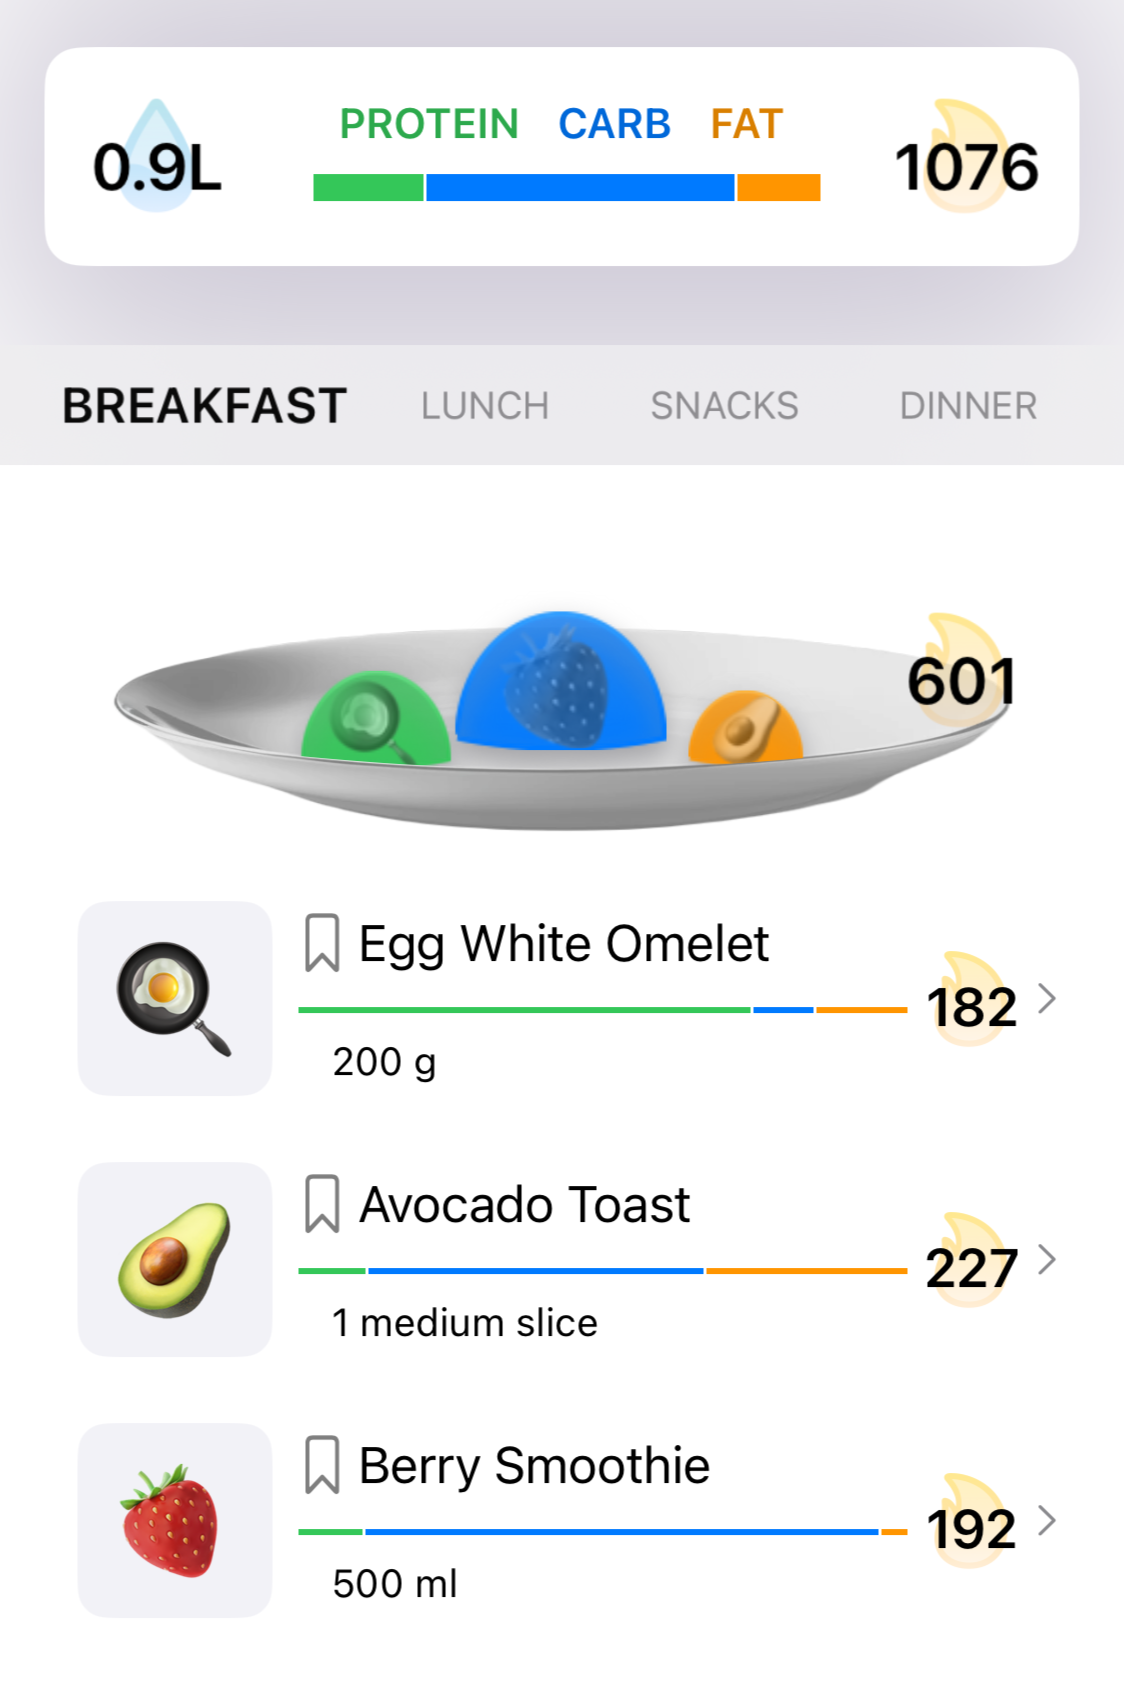 0.9L
PROTEIN CARB FAT
1076
BREAKFAST LUNCH SNACKS DINNER
601
Egg White Omelet
182
200 g
Avocado Toast
227
1 medium slice
Berry Smoothie
192
500 ml